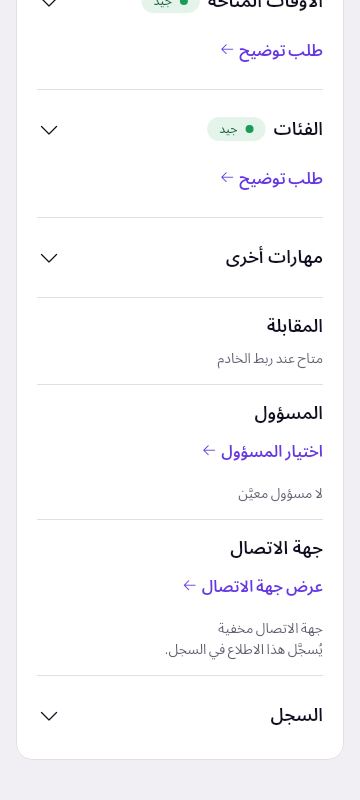 الأوقات المتاحة
جيد
طلب توضيح ←
الفئات
جيد
طلب توضيح ←
مهارات أخرى
المقابلة
متاح عند ربط الخادم
المسؤول
اختيار المسؤول ←
لا مسؤول معيَّن
جهة الاتصال
عرض جهة الاتصال ←
جهة الاتصال مخفية
يُسجَّل هذا الاطلاع في السجل.
السجل